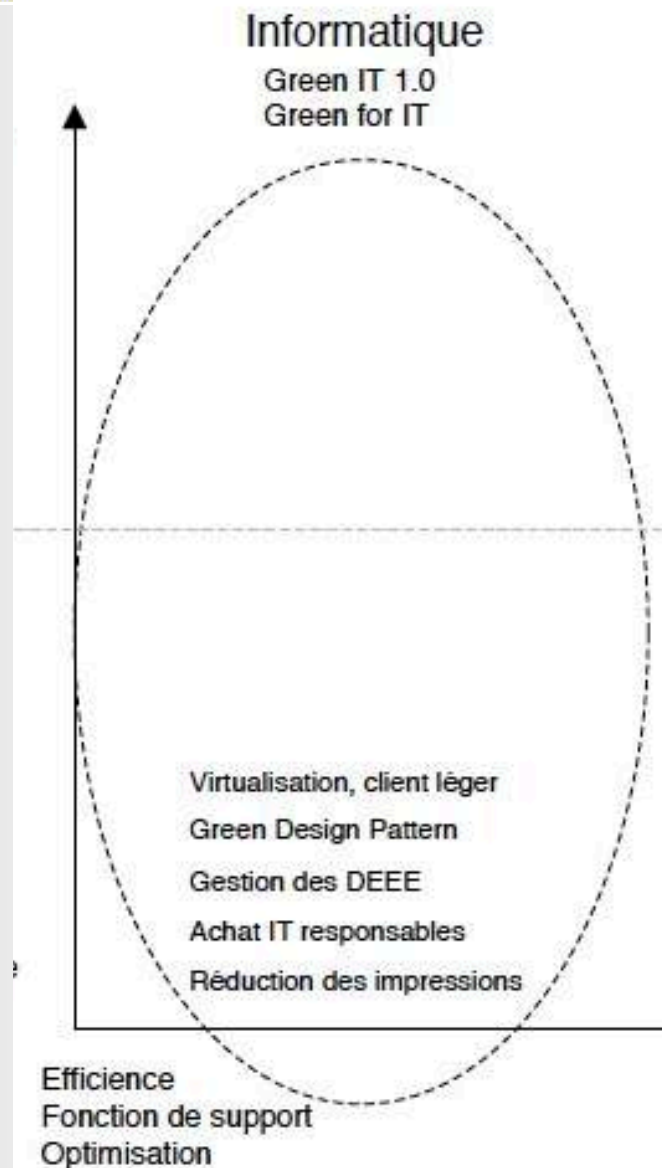 Informatique
Green IT 1.0
Green for IT
Virtualisation, client léger
Green Design Pattern
Gestion des DEEE
Achat IT responsables
Réduction des impressions
Efficience
Fonction de support
Optimisation